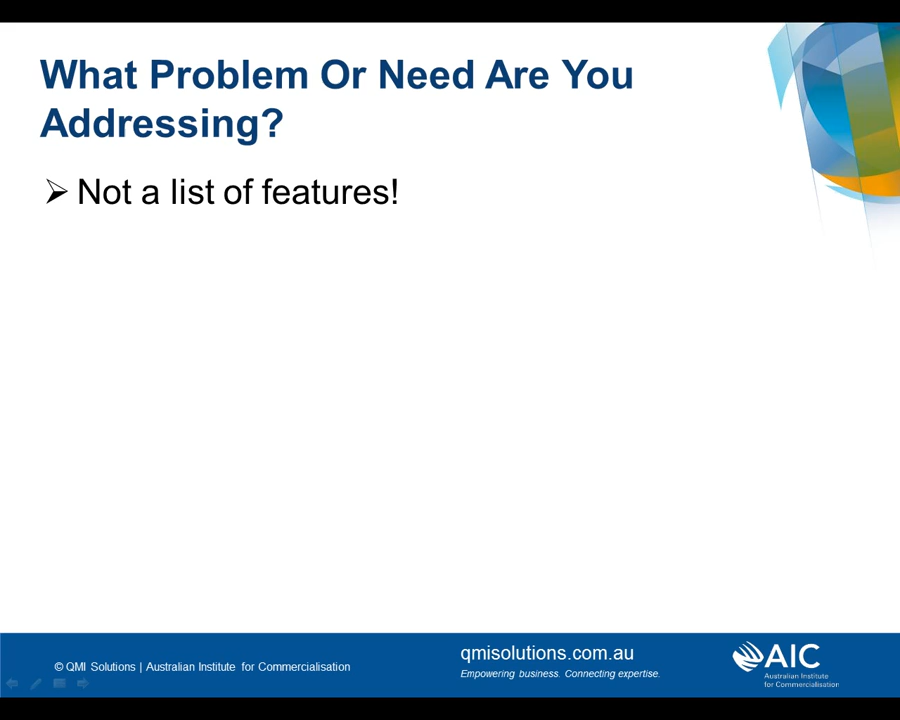 What Problem Or Need Are You
Addressing?
➢ Not a list of features!
© QMI Solutions | Australian Institute for Commercialisation
qmisolutions.com.au
Empowering business. Connecting expertise.
AIC
Australian Institute
for Commercialisation